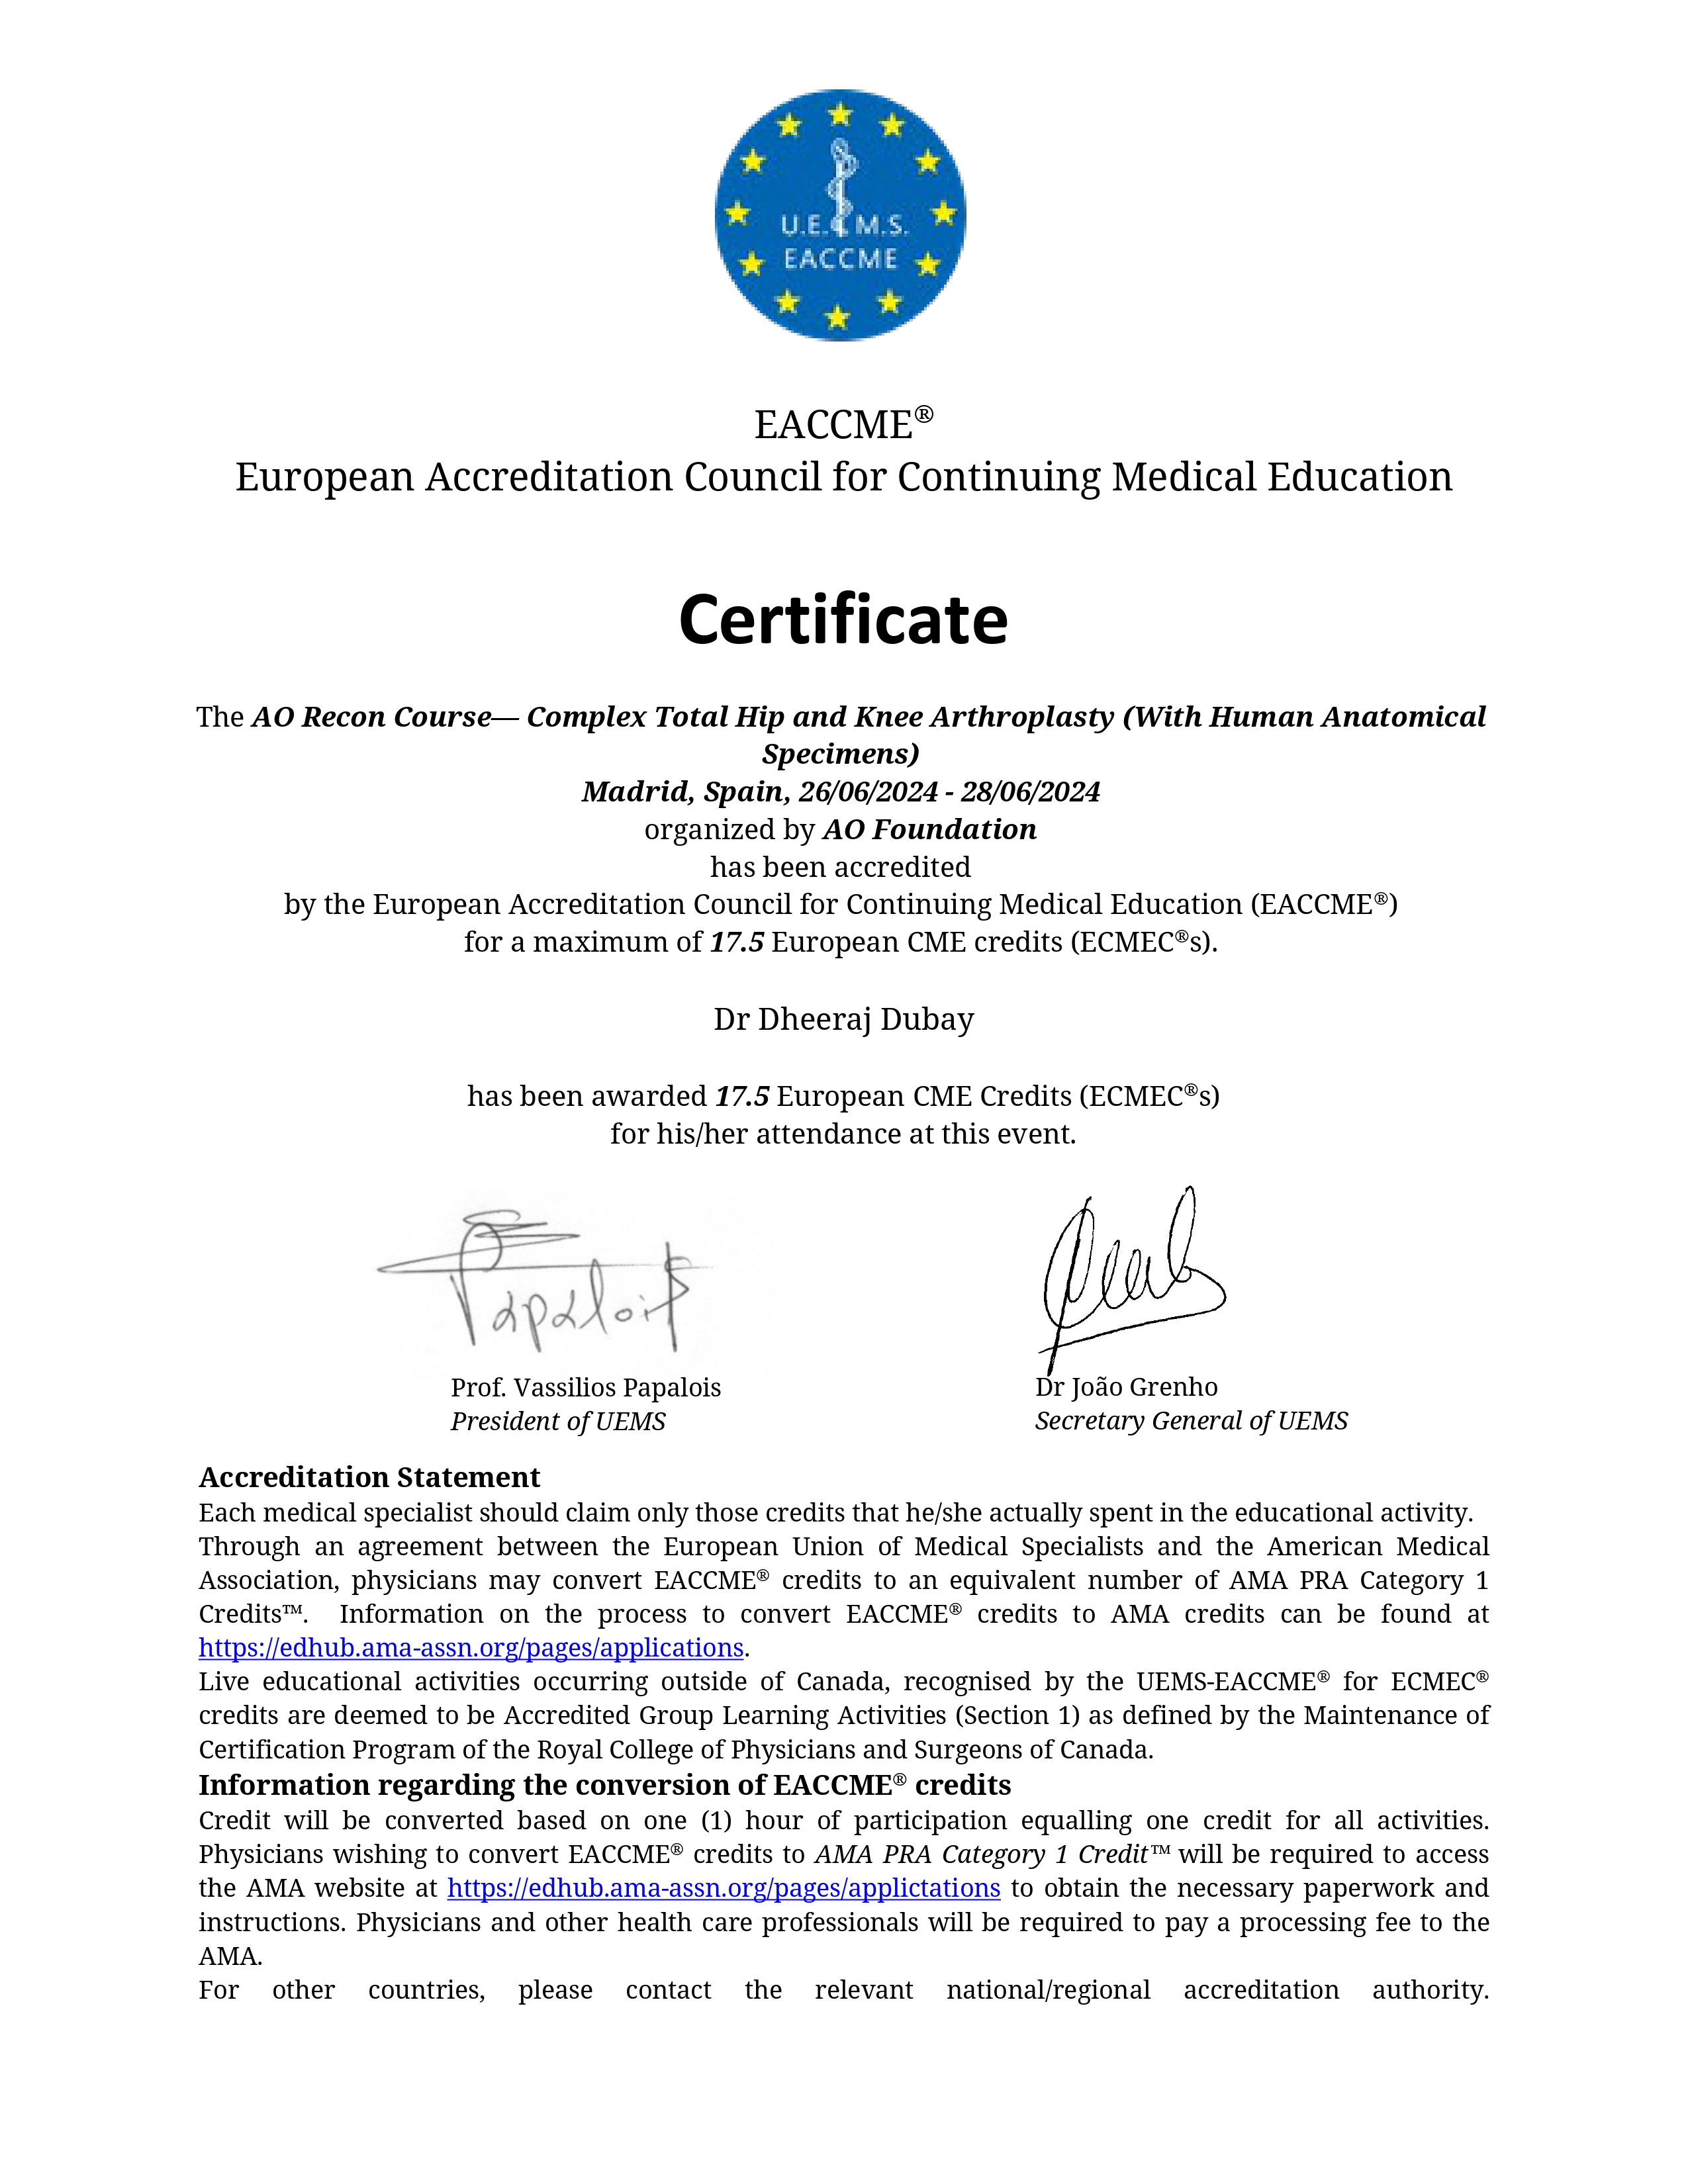 U.E. M.S.
EACCME
EACCME®
European Accreditation Council for Continuing Medical Education
Certificate
The AO Recon Course— Complex Total Hip and Knee Arthroplasty (With Human Anatomical
Specimens)
Madrid, Spain, 26/06/2024 - 28/06/2024
organized by AO Foundation
has been accredited
by the European Accreditation Council for Continuing Medical Education (EACCME®)
for a maximum of 17.5 European CME credits (ECMEC®s).
Dr Dheeraj Dubay
has been awarded 17.5 European CME Credits (ECMEC®s)
for his/her attendance at this event.
Papalois
Prof. Vassilios Papalois
President of UEMS
Dr João Grenho
Secretary General of UEMS
Accreditation Statement
Each medical specialist should claim only those credits that he/she actually spent in the educational activity.
Through an agreement between the European Union of Medical Specialists and the American Medical
Association, physicians may convert EACCME® credits to an equivalent number of AMA PRA Category 1
Credits™. Information on the process to convert EACCME® credits to AMA credits can be found at
https://edhub.ama-assn.org/pages/applications.
Live educational activities occurring outside of Canada, recognised by the UEMS-EACCME® for ECMEC®
credits are deemed to be Accredited Group Learning Activities (Section 1) as defined by the Maintenance of
Certification Program of the Royal College of Physicians and Surgeons of Canada.
Information regarding the conversion of EACCME® credits
Credit will be converted based on one (1) hour of participation equalling one credit for all activities.
Physicians wishing to convert EACCME® credits to AMA PRA Category 1 Credit™ will be required to access
the AMA website at https://edhub.ama-assn.org/pages/applictations to obtain the necessary paperwork and
instructions. Physicians and other health care professionals will be required to pay a processing fee to the
AMA.
For other countries, please contact the relevant national/regional accreditation authority.